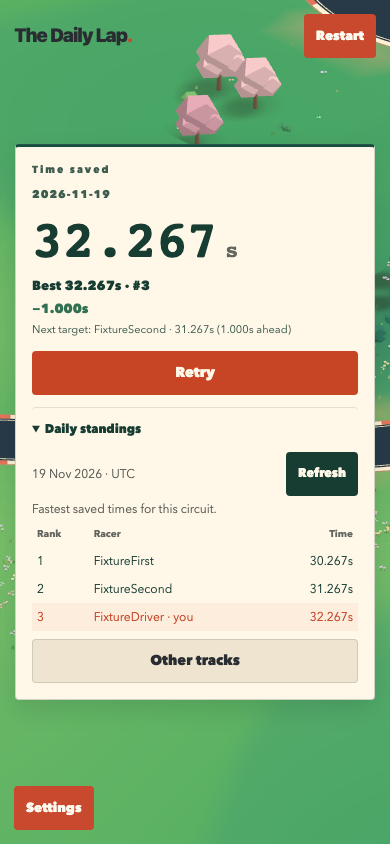 The Daily Lap.
Restart
Time saved
2026-11-19
32.267 s
Best 32.267s · #3
−1.000s
Next target: FixtureSecond · 31.267s (1.000s ahead)
Retry
▼ Daily standings
19 Nov 2026 · UTC
Refresh
Fastest saved times for this circuit.
Rank Racer Time
1 FixtureFirst 30.267s
2 FixtureSecond 31.267s
3 FixtureDriver · you 32.267s
Other tracks
Settings